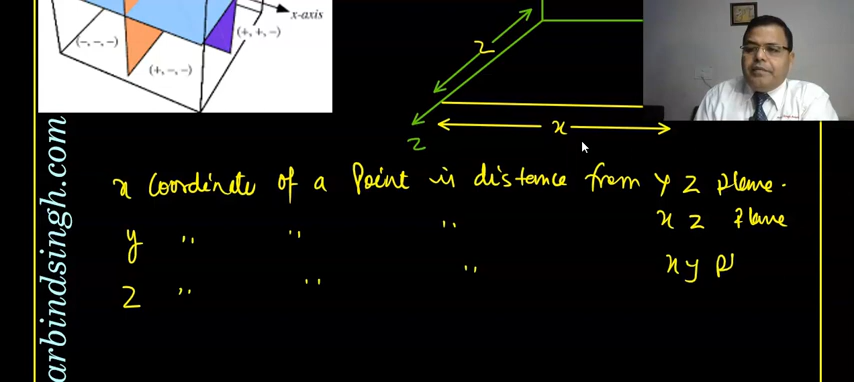 x-axis
(−, −, −)
(+, +, −)
(+, −, −)
z
z
x
x Coordinate of a Point is distance from y z plane.
y " " " x z Plane
z " " " x y Pl
arbindsingh.com